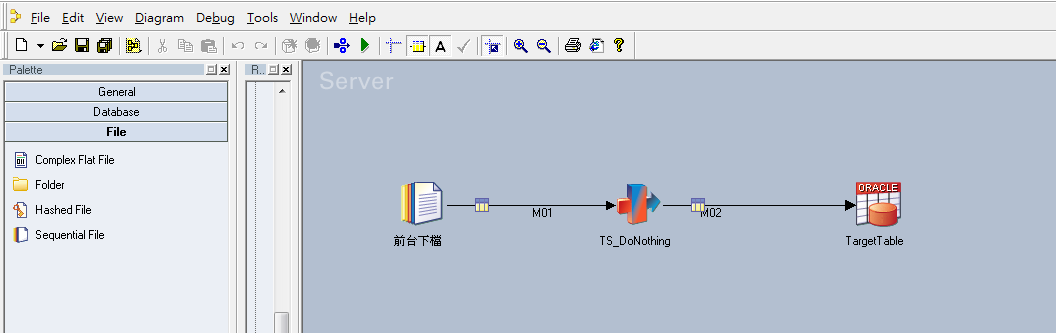 File Edit View Diagram Debug Tools Window Help
A
Palette
R..
General
Database
File
Complex Flat File
Folder
Hashed File
Sequential File
Server
M01
M02
ORACLE
前台下檔
TS_DoNothing
TargetTable